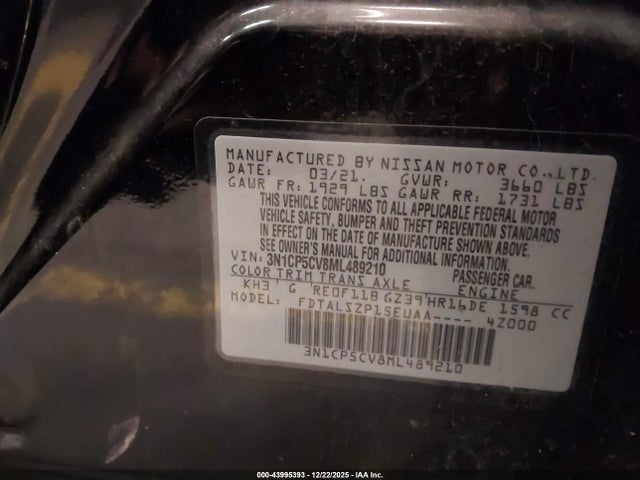 MANUFACTURED BY NISSAN MOTOR CO.,LTD.
DATE: 03/21. GVWR: 3660 LBS
GAWR FR: 1929 LBS GAWR RR: 1731 LBS
THIS VEHICLE CONFORMS TO ALL APPLICABLE FEDERAL MOTOR
VEHICLE SAFETY, BUMPER AND THEFT PREVENTION STANDARDS
IN EFFECT ON THE DATE OF MANUFACTURE SHOWN ABOVE.
SEE OWNER'S MANUAL FOR ADDITIONAL INFORMATION
VIN: 3N1CP5CV8ML489210 PASSENGER CAR.
COLOR TRIM TRANS AXLE ENGINE
KH3' G 'RE0F11B GZ39'HR16DE 1598 CC
MODEL: FDTALSZP15EUAA---- 4Z000
3N1CP5CV8ML489210
000-43995393 - 12/22/2025 - IAA Inc.